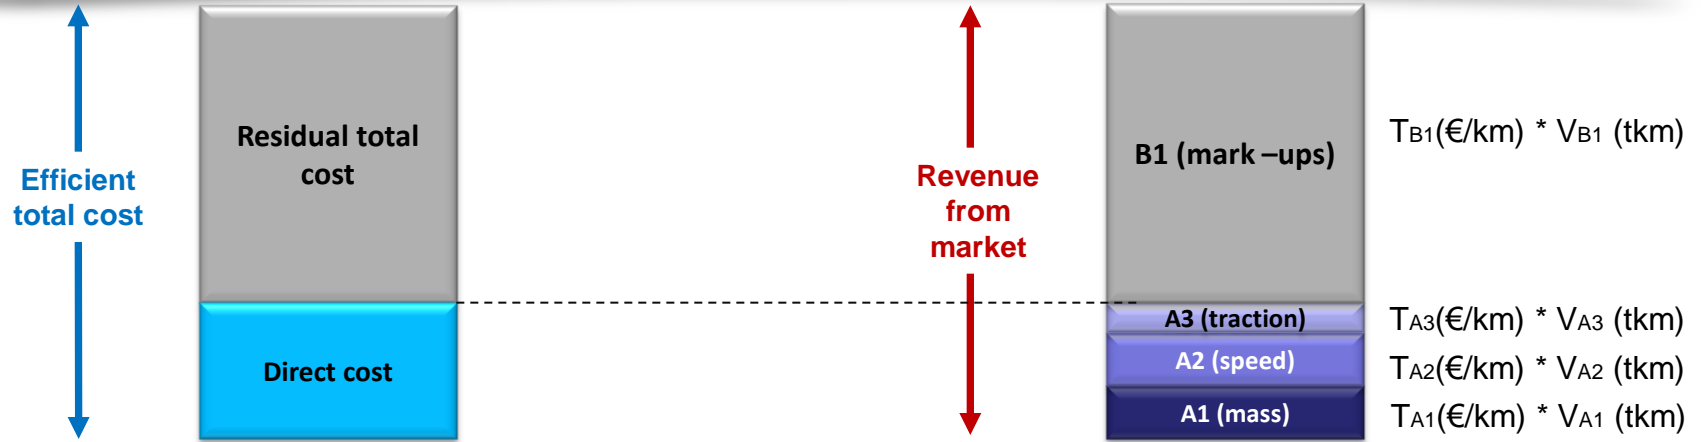 Efficient
total cost
Residual total
cost
Direct cost
Revenue
from
market
B1 (mark –ups)
A3 (traction)
A2 (speed)
A1 (mass)
TB1(€/km) * VB1 (tkm)
TA3(€/km) * VA3 (tkm)
TA2(€/km) * VA2 (tkm)
TA1(€/km) * VA1 (tkm)